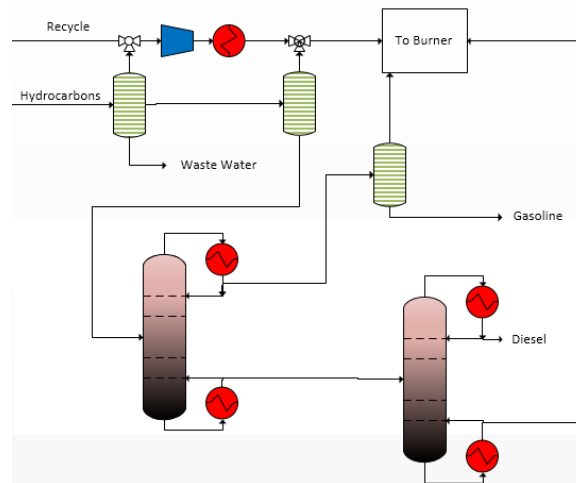 Recycle
To Burner
Hydrocarbons
Waste Water
Gasoline
Diesel